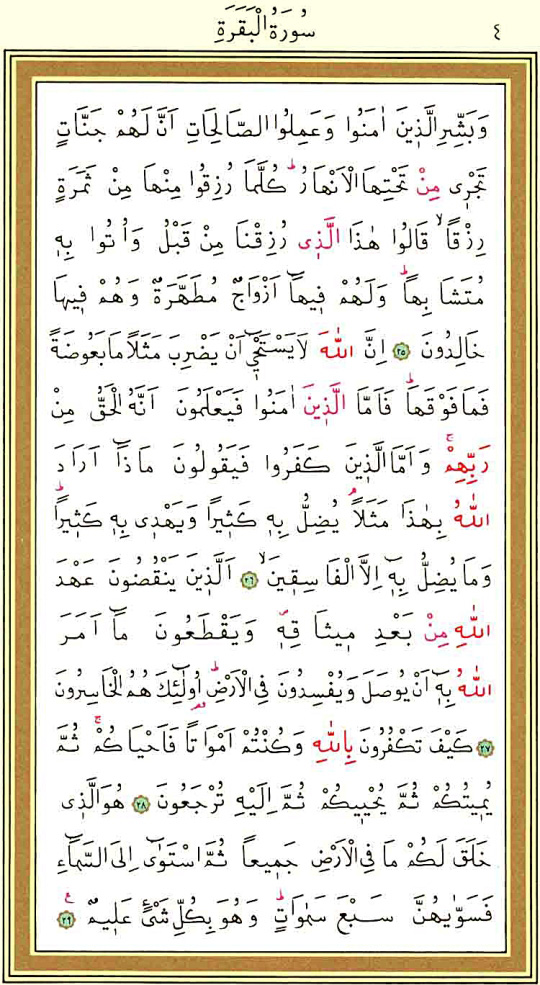 سُورَةُ الْبَقَرَةِ ٤
وَبَشِّرِ الَّذِينَ اٰمَنُوا وَعَمِلُوا الصَّالِحَاتِ اَنَّ لَهُمْ جَنَّاتٍ
تَجْرٖى مِنْ تَحْتِهَا الْاَنْهَارُۜ كُلَّمَا رُزِقُوا مِنْهَا مِنْ ثَمَرَةٍ
رِزْقًاۙ قَالُوا هٰذَا الَّذٖى رُزِقْنَا مِنْ قَبْلُ وَاُتُوا بِهٖ
مُتَشَابِهًاۜ وَلَهُمْ فٖيهَٓا اَزْوَاجٌ مُطَهَّرَةٌ وَهُمْ فٖيهَا
خَالِدُونَ ﴿٢٥﴾ اِنَّ اللّٰهَ لَا يَسْتَحْيٖٓ اَنْ يَضْرِبَ مَثَلًا مَا بَعُوضَةً
فَمَا فَوْقَهَاۜ فَاَمَّا الَّذٖينَ اٰمَنُوا فَيَعْلَمُونَ اَنَّهُ الْحَقُّ مِنْ
رَبِّهِمْۚ وَاَمَّا الَّذٖينَ كَفَرُوا فَيَقُولُونَ مَاذَٓا اَرَادَ
اللّٰهُ بِهٰذَا مَثَلًاۢ يُضِلُّ بِهٖ كَثٖيرًا وَيَهْدٖى بِهٖ كَثٖيرًاۜ
وَمَا يُضِلُّ بِهٖٓ اِلَّا الْفَاسِقٖينَۙ ﴿٢٦﴾ اَلَّذٖينَ يَنْقُضُونَ عَهْدَ
اللّٰهِ مِنْ بَعْدِ مٖيثَاقِهٖ وَيَقْطَعُونَ مَٓا اَمَرَ
اللّٰهُ بِهٖٓ اَنْ يُوصَلَ وَيُفْسِدُونَ فِى الْاَرْضِۜ اُولٰٓئِكَ هُمُ الْخَاسِرُونَ
﴿٢٧﴾ كَيْفَ تَكْفُرُونَ بِاللّٰهِ وَكُنْتُمْ اَمْوَاتًا فَاَحْيَاكُمْۚ ثُمَّ
يُمٖيتُكُمْ ثُمَّ يُحْيٖيكُمْ ثُمَّ اِلَيْهِ تُرْجَعُونَ ﴿٢٨﴾ هُوَ الَّذٖى
خَلَقَ لَكُمْ مَا فِى الْاَرْضِ جَمٖيعًا ثُمَّ اسْتَوٰٓى اِلَى السَّمَٓاءِ
فَسَوّٰيهُنَّ سَبْعَ سَمٰوَاتٍۜ وَهُوَ بِكُلِّ شَىْءٍ عَلٖيمٌ ﴿٢٩﴾ ع